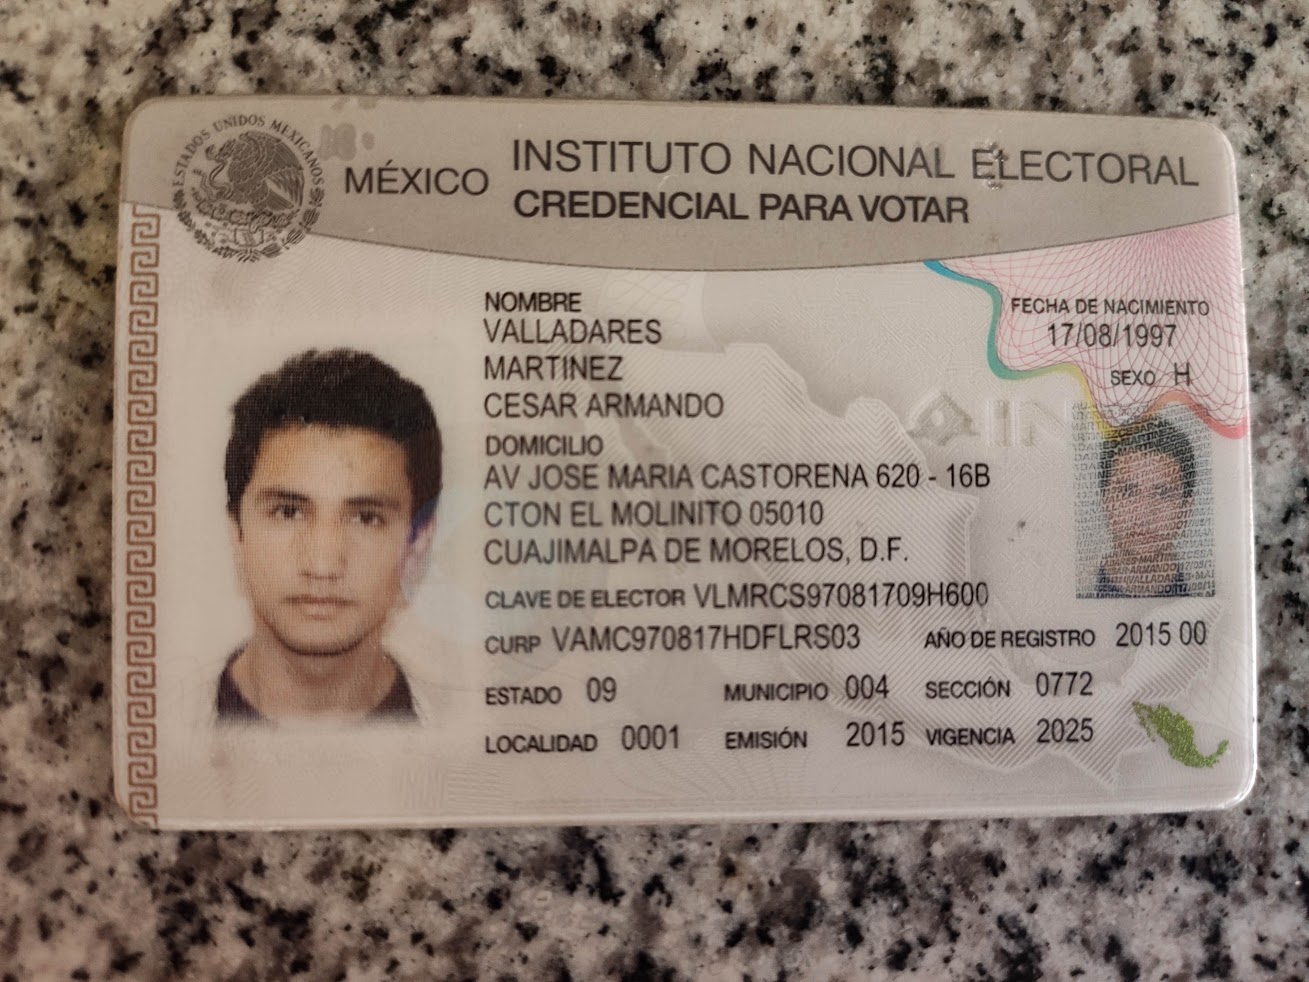 ESTADOS UNIDOS MEXICANOS
MÉXICO
INSTITUTO NACIONAL ELECTORAL
CREDENCIAL PARA VOTAR
NOMBRE
VALLADARES
MARTINEZ
CESAR ARMANDO
FECHA DE NACIMIENTO
17/08/1997
SEXO H
DOMICILIO
AV JOSE MARIA CASTORENA 620 - 16B
CTON EL MOLINITO 05010
CUAJIMALPA DE MORELOS, D.F.
INE
CLAVE DE ELECTOR VLMRCS97081709H600
CURP VAMC970817HDFLRS03 AÑO DE REGISTRO 2015 00
ESTADO 09 MUNICIPIO 004 SECCIÓN 0772
LOCALIDAD 0001 EMISIÓN 2015 VIGENCIA 2025